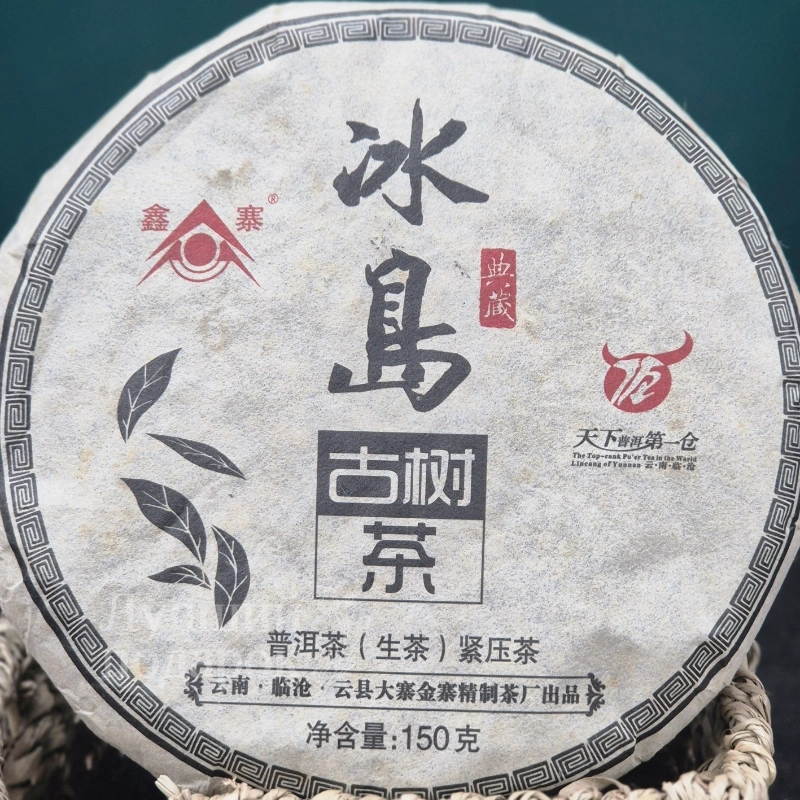 冰岛
典藏
鑫寨®
古树
茶
天下普洱第一仓
The Top-rank Pu'er Tea in the World
Lincang of Yunnan 云·南·临·沧
普洱茶（生茶）紧压茶
云南·临沧·云县大寨金寨精制茶厂出品
净含量:150克